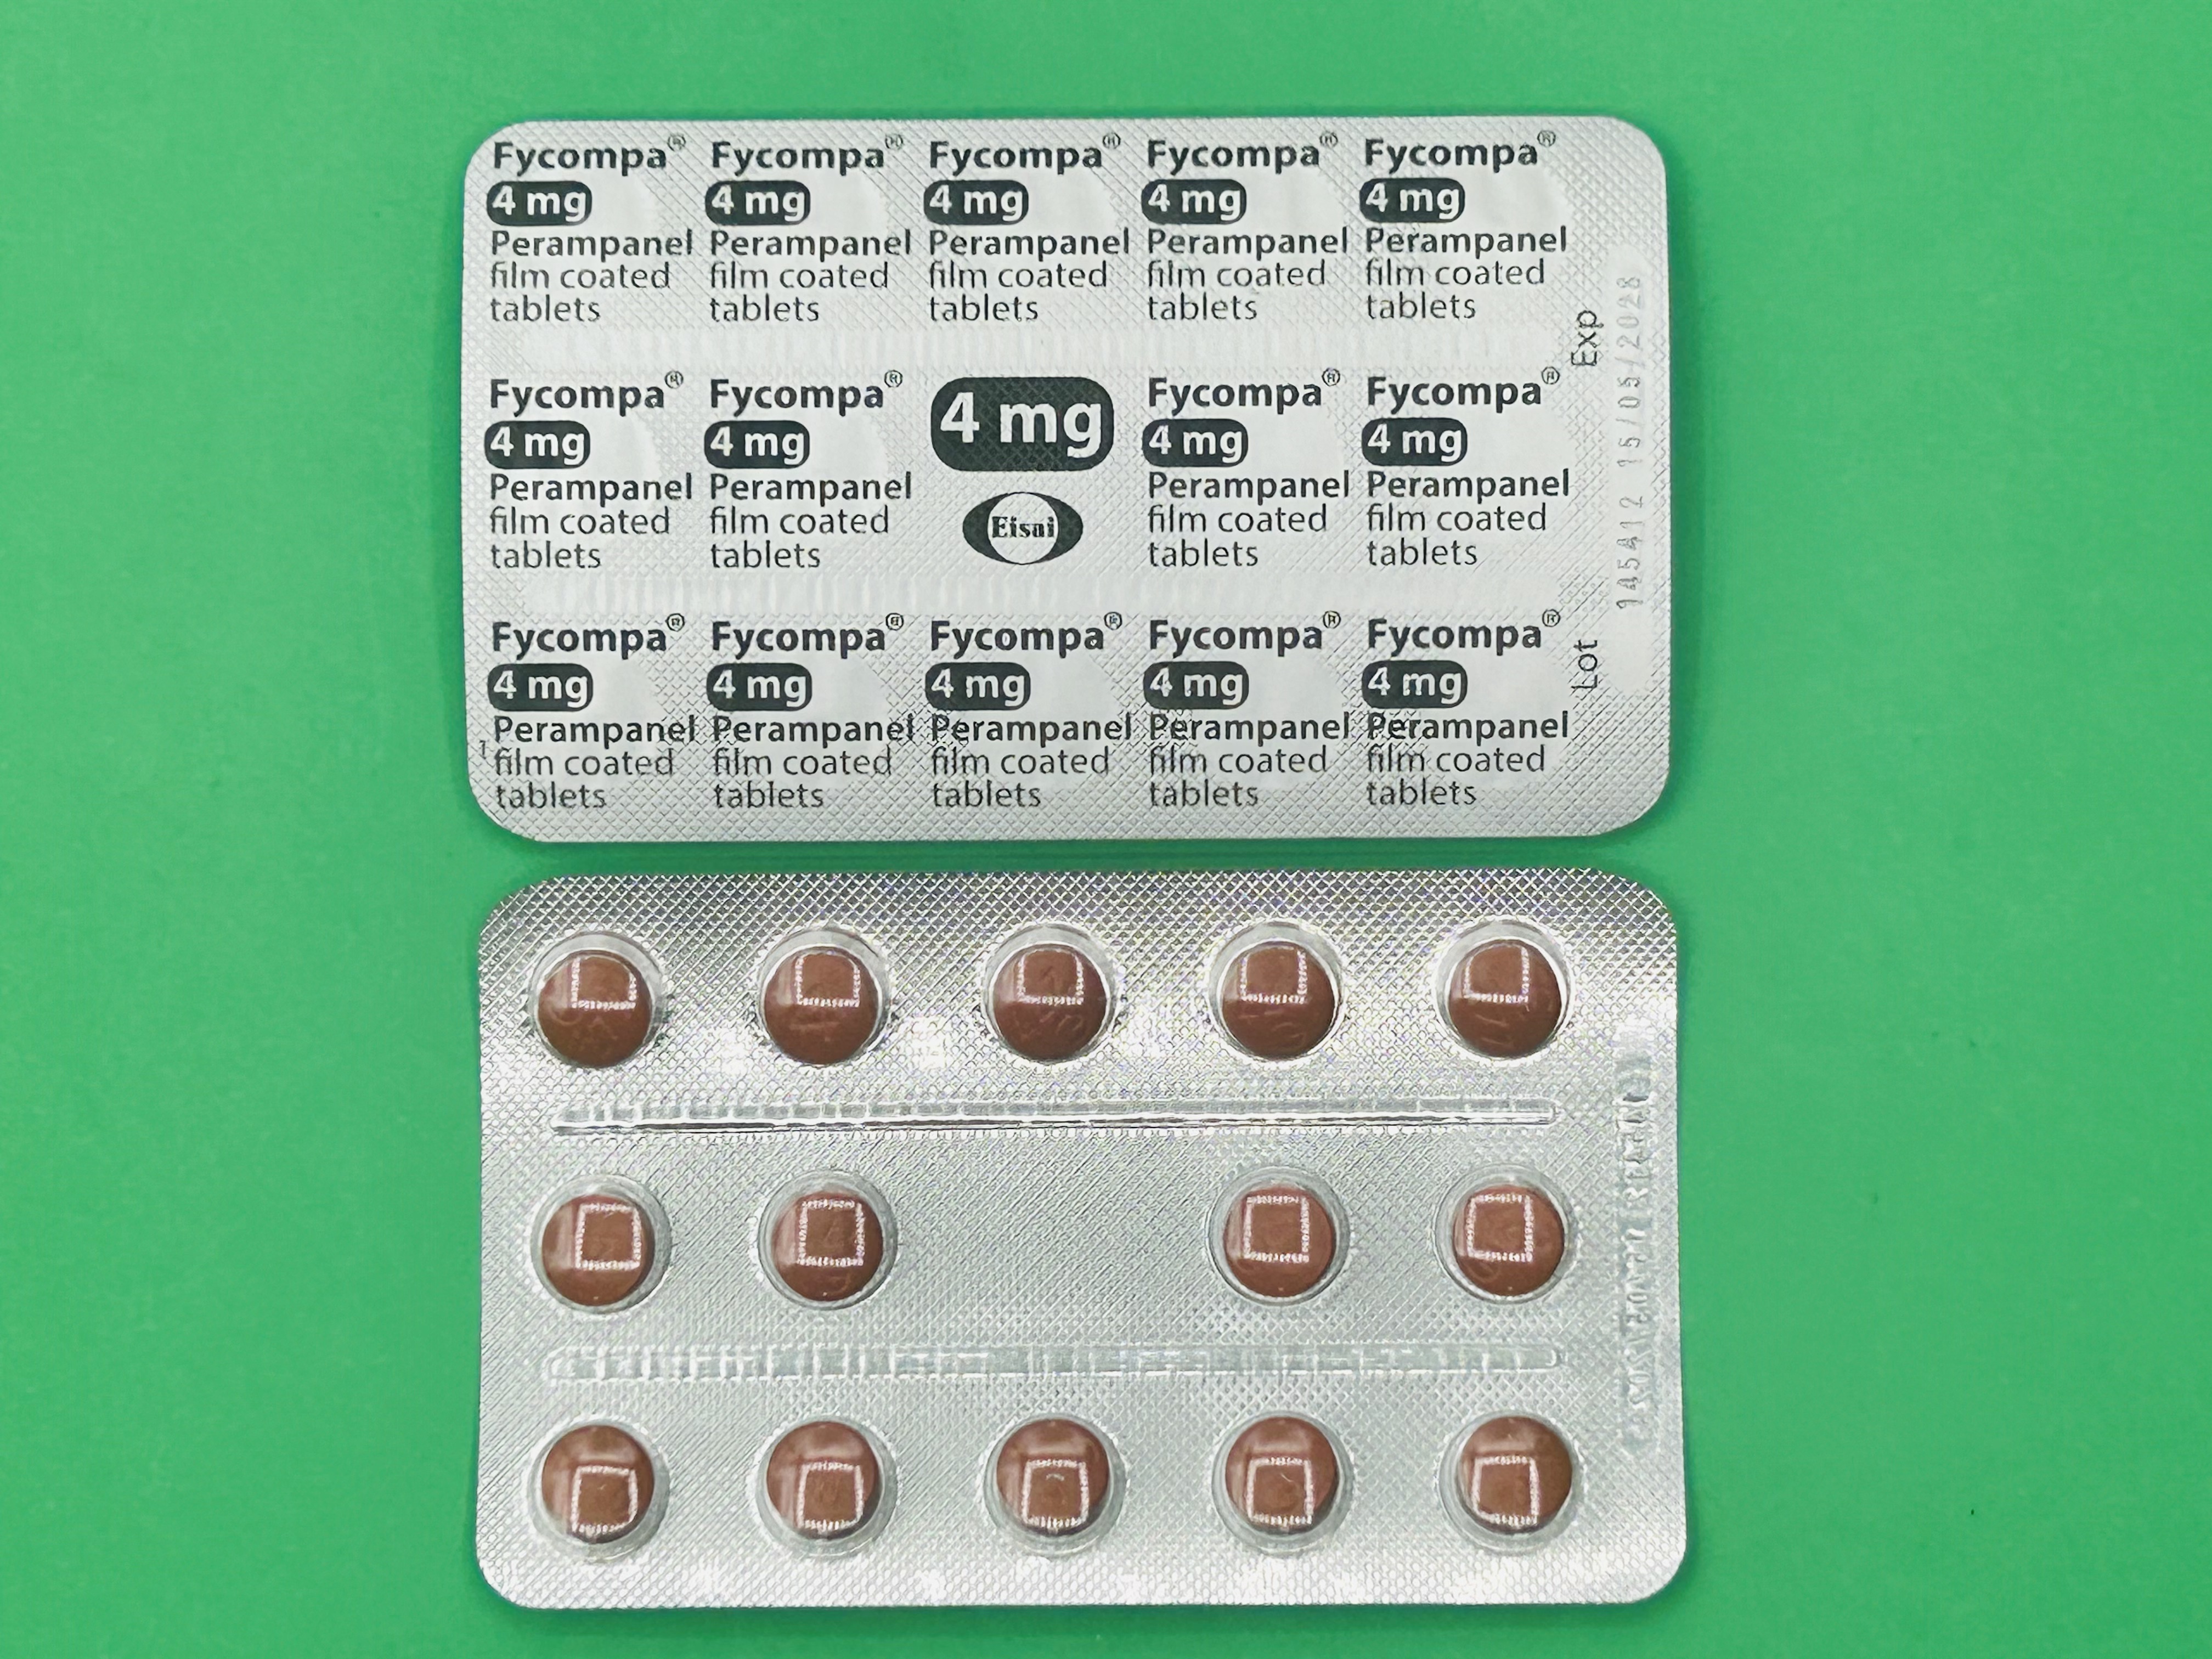 Fycompa® Fycompa® Fycompa® Fycompa® Fycompa®
4 mg 4 mg 4 mg 4 mg 4 mg
Perampanel Perampanel Perampanel Perampanel Perampanel
film coated film coated film coated film coated film coated
tablets tablets tablets tablets tablets
Fycompa® Fycompa® 4 mg Fycompa® Fycompa®
4 mg 4 mg 4 mg 4 mg
Perampanel Perampanel Eisai Perampanel Perampanel
film coated film coated film coated film coated
tablets tablets tablets tablets
Fycompa® Fycompa® Fycompa® Fycompa® Fycompa®
4 mg 4 mg 4 mg 4 mg 4 mg
Perampanel Perampanel Perampanel Perampanel Perampanel
film coated film coated film coated film coated film coated
tablets tablets tablets tablets tablets
Lot Exp
145412 15/05/2028